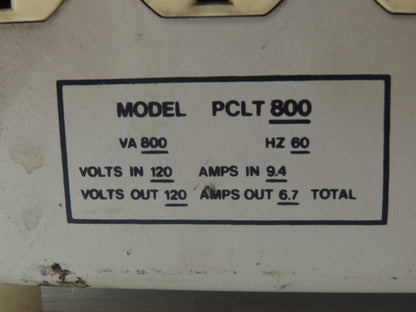 MODEL PCLT 800
VA 800 HZ 60
VOLTS IN 120 AMPS IN 9.4
VOLTS OUT 120 AMPS OUT 6.7 TOTAL